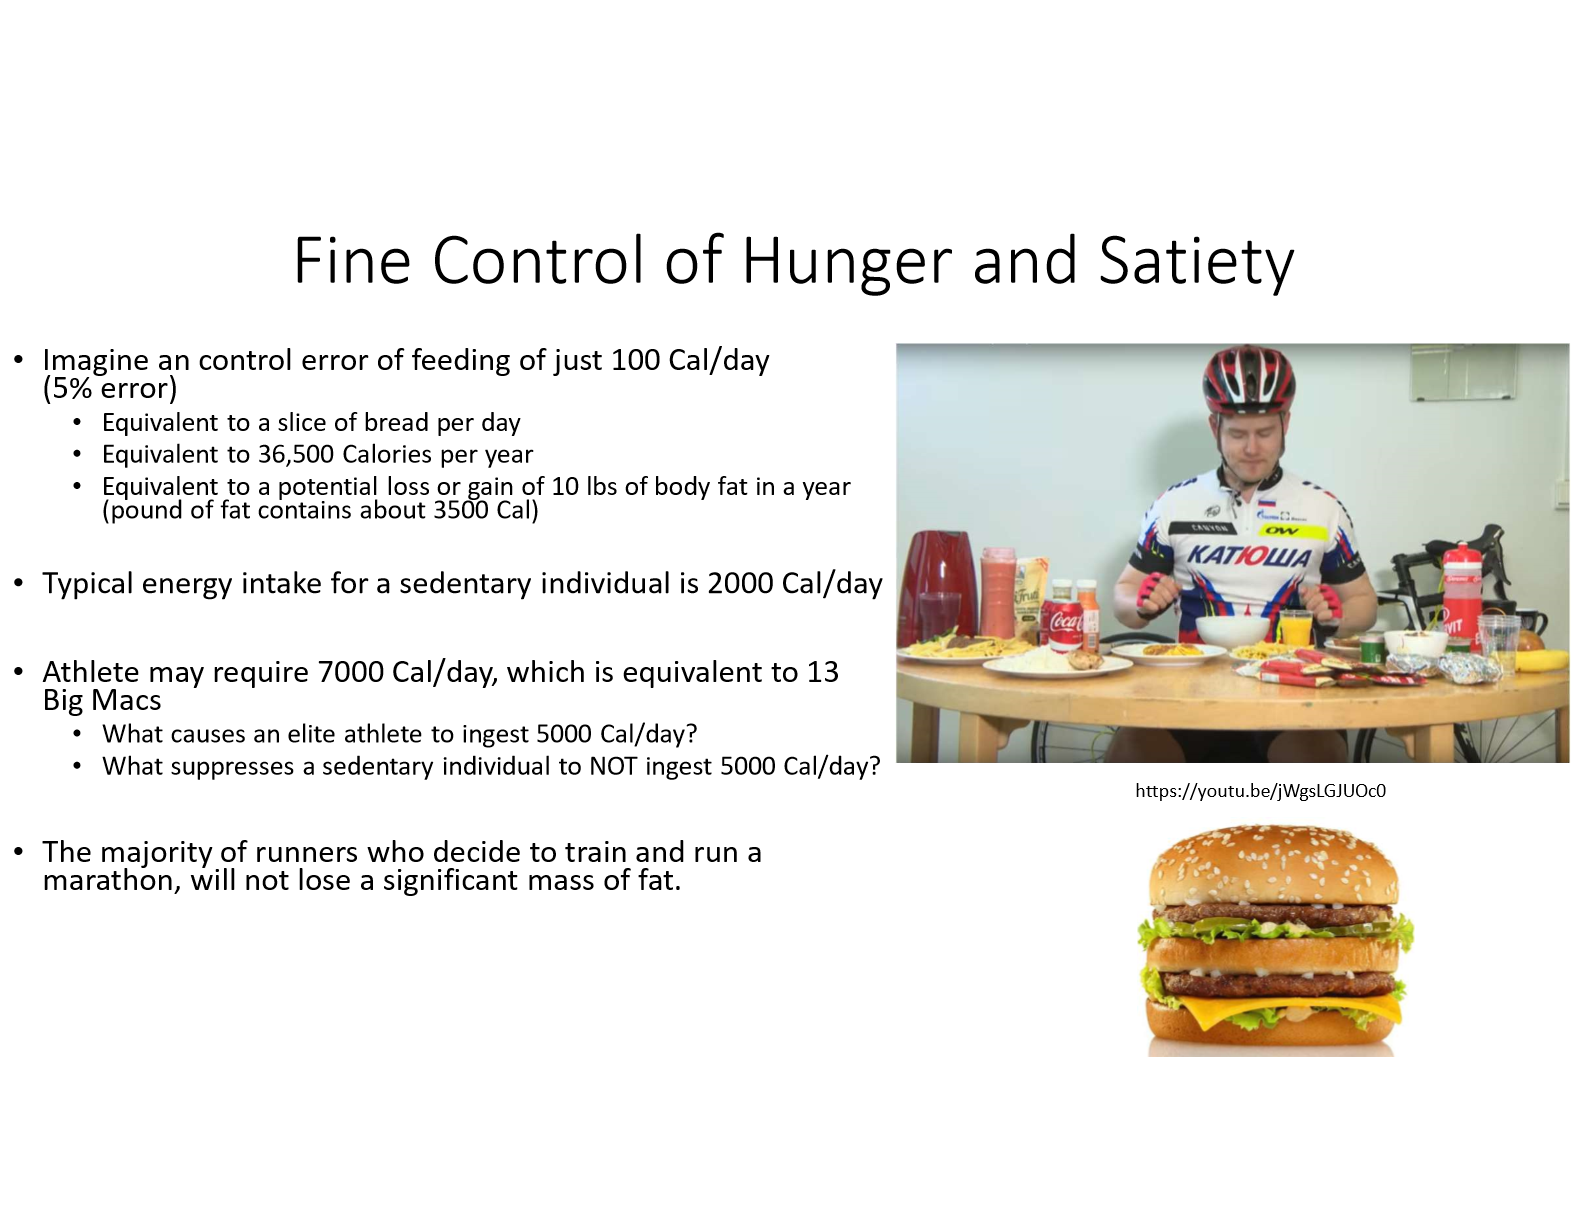 Fine Control of Hunger and Satiety
• Imagine an control error of feeding of just 100 Cal/day
(5% error)
• Equivalent to a slice of bread per day
• Equivalent to 36,500 Calories per year
• Equivalent to a potential loss or gain of 10 lbs of body fat in a year
(pound of fat contains about 3500 Cal)
• Typical energy intake for a sedentary individual is 2000 Cal/day
• Athlete may require 7000 Cal/day, which is equivalent to 13
Big Macs
• What causes an elite athlete to ingest 5000 Cal/day?
• What suppresses a sedentary individual to NOT ingest 5000 Cal/day?
• The majority of runners who decide to train and run a
marathon, will not lose a significant mass of fat.
CANYON
OW
КАТЮША
Coca
https://youtu.be/jWgsLGJUOc0